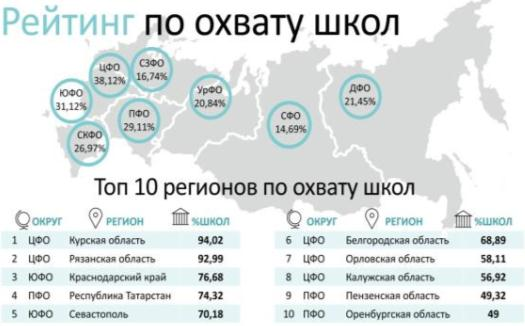 Рейтинг по охвату школ
ЦФО
38,12%
СЗФО
16,74%
ЮФО
31,12%
ПФО
29,11%
СКФО
26,97%
УрФО
20,84%
СФО
14,69%
ДФО
21,45%
Топ 10 регионов по охвату школ
ОКРУГ РЕГИОН %ШКОЛ
1 ЦФО Курская область 94,02
2 ЦФО Рязанская область 92,99
3 ЮФО Краснодарский край 76,68
4 ПФО Республика Татарстан 74,32
5 ЮФО Севастополь 70,18
ОКРУГ РЕГИОН %ШКОЛ
6 ЦФО Белгородская область 68,89
7 ЦФО Орловская область 58,11
8 ЦФО Калужская область 56,92
9 ПФО Пензенская область 49,32
10 ПФО Оренбургская область 49